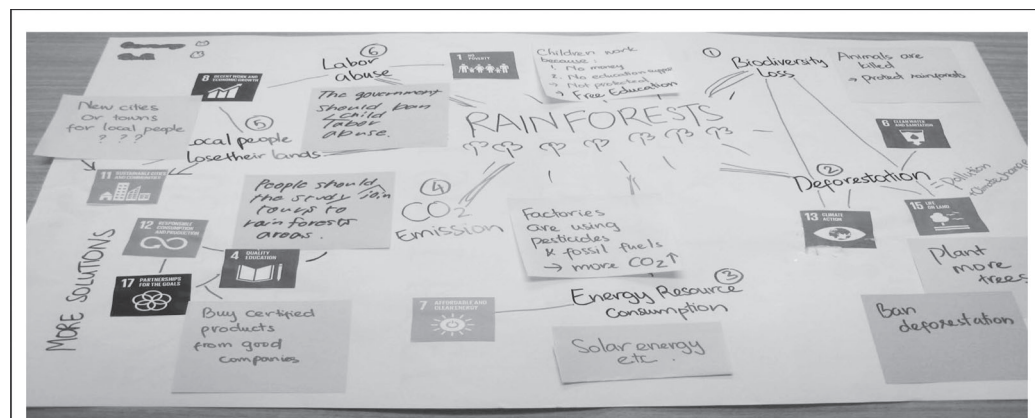 RAINFORESTS
①
Biodiversity
Loss
Animals are
killed
→ Protect rainforests
6 CLEAN WATER
AND SANITATION
②
Deforestation
= pollution
13 CLIMATE
ACTION
15 LIFE
ON LAND
Plant
more
trees
Ban
deforestation
③
Energy Resource
Consumption
7 AFFORDABLE AND
CLEAN ENERGY
Solar energy
etc.
④
CO2
Emission
Factories
are using
pesticides
& fossil fuels
→ more CO2↑
⑤
Local people
lose their lands
New cities
Or towns
for local people
? ? ?
11 SUSTAINABLE CITIES
AND COMMUNITIES
⑥
Labor
abuse
8 DECENT WORK AND
ECONOMIC GROWTH
1 NO
POVERTY
The government
should ban
child
labor
abuse.
Children work
because:
1. No money
2. No education
→ Not protected
→ Free Education
MORE SOLUTIONS
People should join
the study
tours to
rain forests
areas.
12 RESPONSIBLE
CONSUMPTION
AND PRODUCTION
4 QUALITY
EDUCATION
17 PARTNERSHIPS
FOR THE GOALS
Buy certified
products
from good
companies